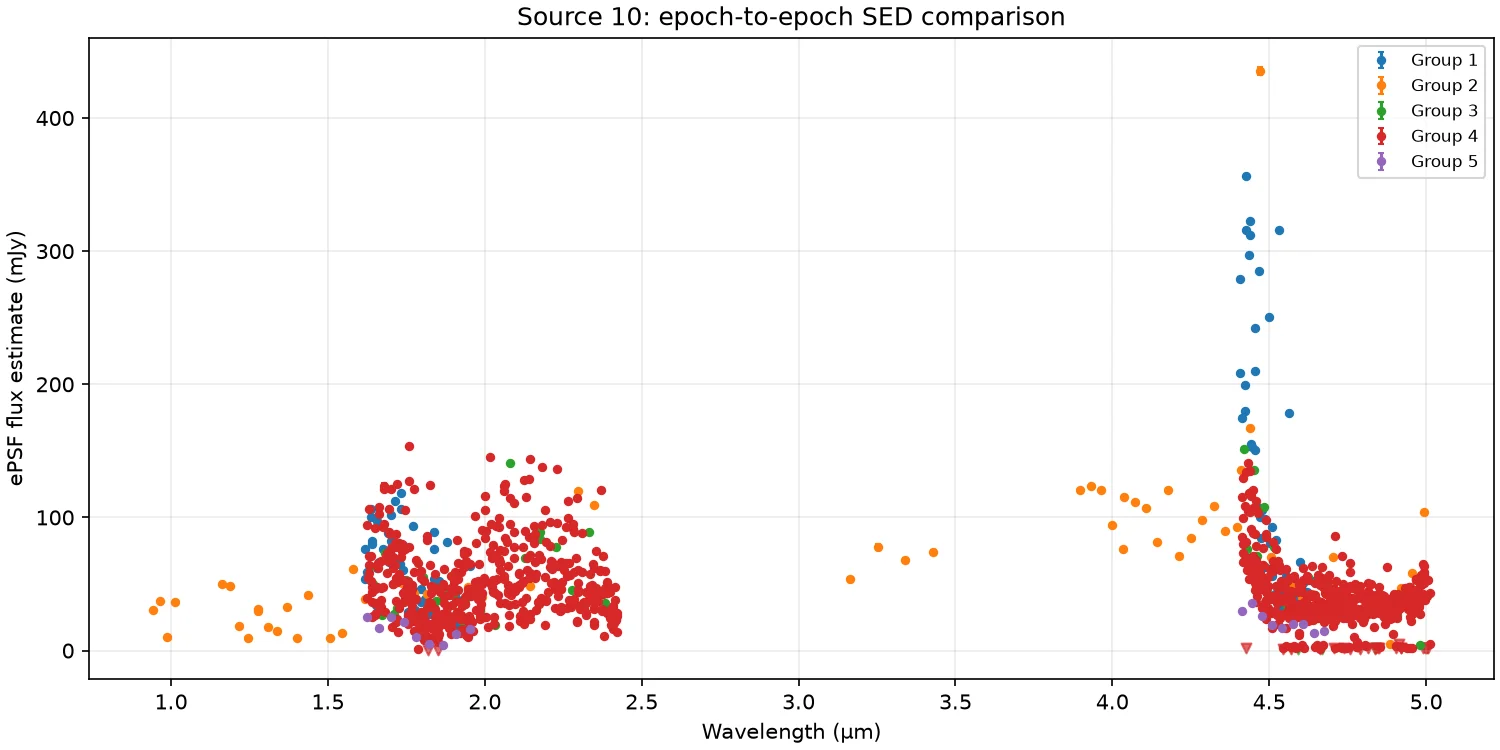 Source 10: epoch-to-epoch SED comparison
Group 1
Group 2
Group 3
Group 4
Group 5
ePSF flux estimate (mJy)
400
300
200
100
0
1.0 1.5 2.0 2.5 3.0 3.5 4.0 4.5 5.0
Wavelength (µm)